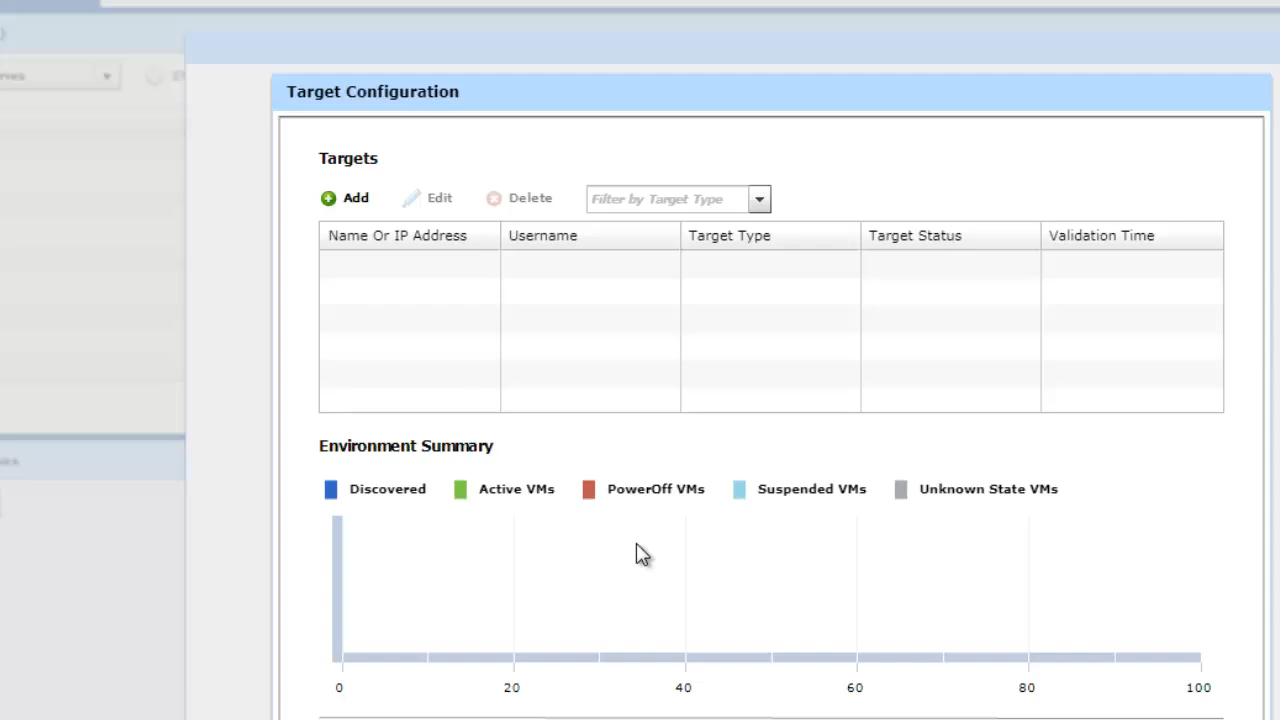 Target Configuration
Targets
Add Edit Delete Filter by Target Type
Name Or IP Address Username Target Type Target Status Validation Time
Environment Summary
Discovered Active VMs PowerOff VMs Suspended VMs Unknown State VMs
0 20 40 60 80 100